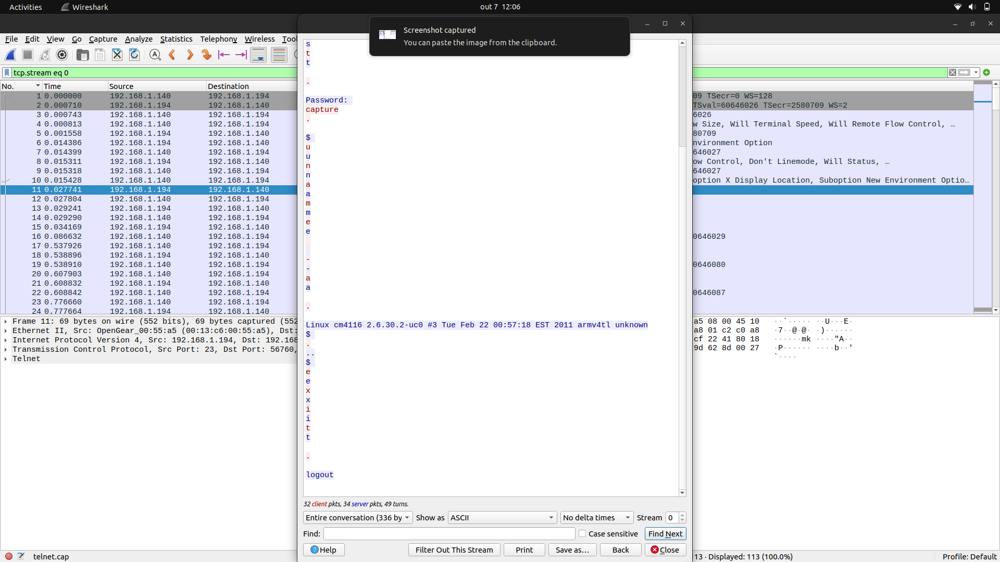 Activities
Wireshark
out 7 12:06
Screenshot captured
You can paste the image from the clipboard.
File Edit View Go Capture Analyze Statistics Telephony Wireless Tool
tcp.stream eq 0
No. Time Source Destination
1 0.000000 192.168.1.140 192.168.1.194
2 0.000710 192.168.1.194 192.168.1.140
3 0.000743 192.168.1.140 192.168.1.194
4 0.000813 192.168.1.140 192.168.1.194
5 0.001558 192.168.1.194 192.168.1.140
6 0.014386 192.168.1.194 192.168.1.140
7 0.014399 192.168.1.140 192.168.1.194
8 0.015311 192.168.1.194 192.168.1.140
9 0.015318 192.168.1.140 192.168.1.194
10 0.015428 192.168.1.140 192.168.1.194
11 0.027741 192.168.1.194 192.168.1.140
12 0.027804 192.168.1.140 192.168.1.194
13 0.029241 192.168.1.194 192.168.1.140
14 0.029290 192.168.1.140 192.168.1.194
15 0.034169 192.168.1.194 192.168.1.140
16 0.086632 192.168.1.140 192.168.1.194
17 0.537926 192.168.1.140 192.168.1.194
18 0.538896 192.168.1.194 192.168.1.140
19 0.538910 192.168.1.140 192.168.1.194
20 0.607903 192.168.1.140 192.168.1.194
21 0.608832 192.168.1.194 192.168.1.140
22 0.608842 192.168.1.140 192.168.1.194
23 0.776660 192.168.1.140 192.168.1.194
24 0.777664 192.168.1.194 192.168.1.140
09 TSecr=0 WS=128
TSval=60646026 TSecr=2580709 WS=2
6026
w Size, Will Terminal Speed, Will Remote Flow Control, …
80709
nvironment Option
646027
ow Control, Don't Linemode, Will Status, …
646027
option X Display Location, Suboption New Environment Optio…
0646029
0646080
0646087
Frame 11: 69 bytes on wire (552 bits), 69 bytes captured (552
Ethernet II, Src: OpenGear_00:55:a5 (00:13:c6:00:55:a5), Dst:
Internet Protocol Version 4, Src: 192.168.1.194, Dst: 192.168
Transmission Control Protocol, Src Port: 23, Dst Port: 56760,
Telnet
a5 08 00 45 10 ··`····· ··U···E·
a8 01 c2 c0 a8 ·7··@·@· ·)······
cf 22 41 80 18 ······mk ····"A··
9d 62 8d 00 27 ·P······ ····b··'
`····
s
t
t
.
Password:
capture
.
$
u
u
n
n
a
a
m
m
e
e
-
-
a
a
.
Linux cm4116 2.6.30.2-uc0 #3 Tue Feb 22 00:57:18 EST 2011 armv4tl unknown
$
.
..
$
e
e
x
x
i
i
t
t
.
logout
32 client pkts, 34 server pkts, 49 turns.
Entire conversation (336 by Show as ASCII No delta times Stream 0
Find: Case sensitive Find Next
Help Filter Out This Stream Print Save as… Back Close
telnet.cap
13 · Displayed: 113 (100.0%)
Profile: Default